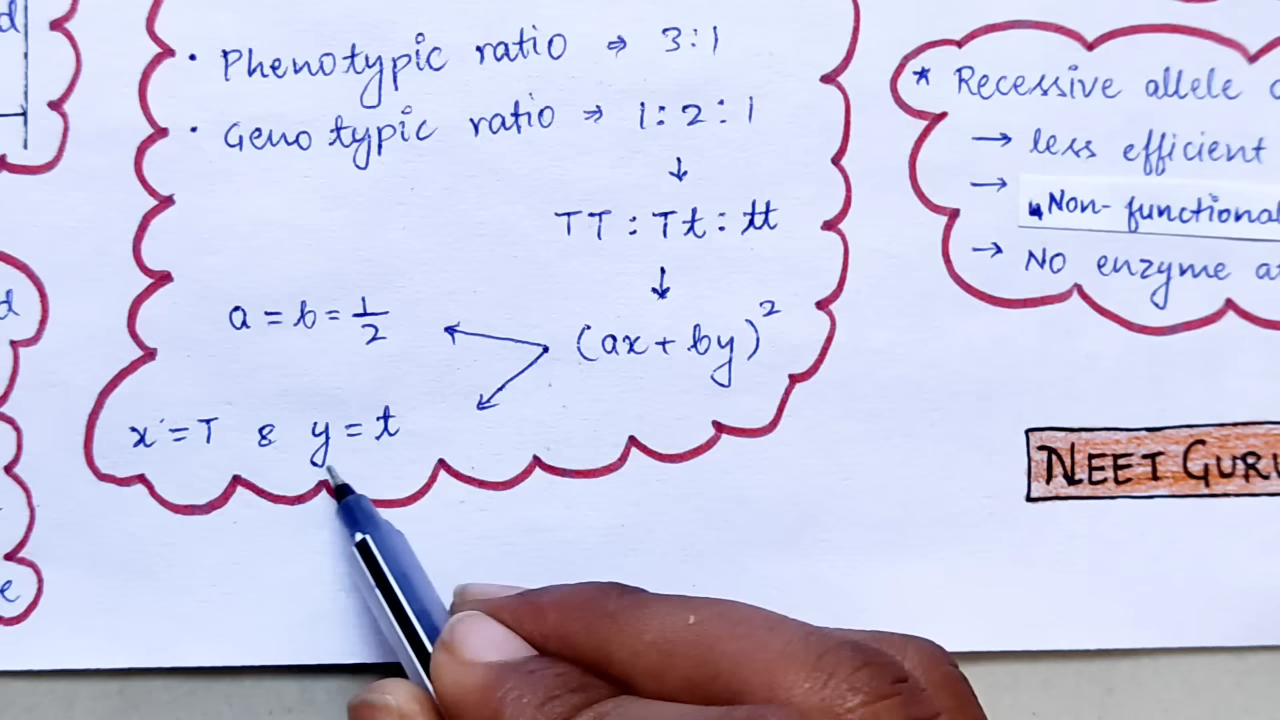 d
· Phenotypic ratio ⇒ 3:1
· Genotypic ratio ⇒ 1:2:1
↓
TT : Tt : tt
↓
a = b = 1/2
(ax + by)²
x = T & y = t
* Recessive allele
→ less efficient
→ Non-functional
→ NO enzyme
NEET GUR
d
e